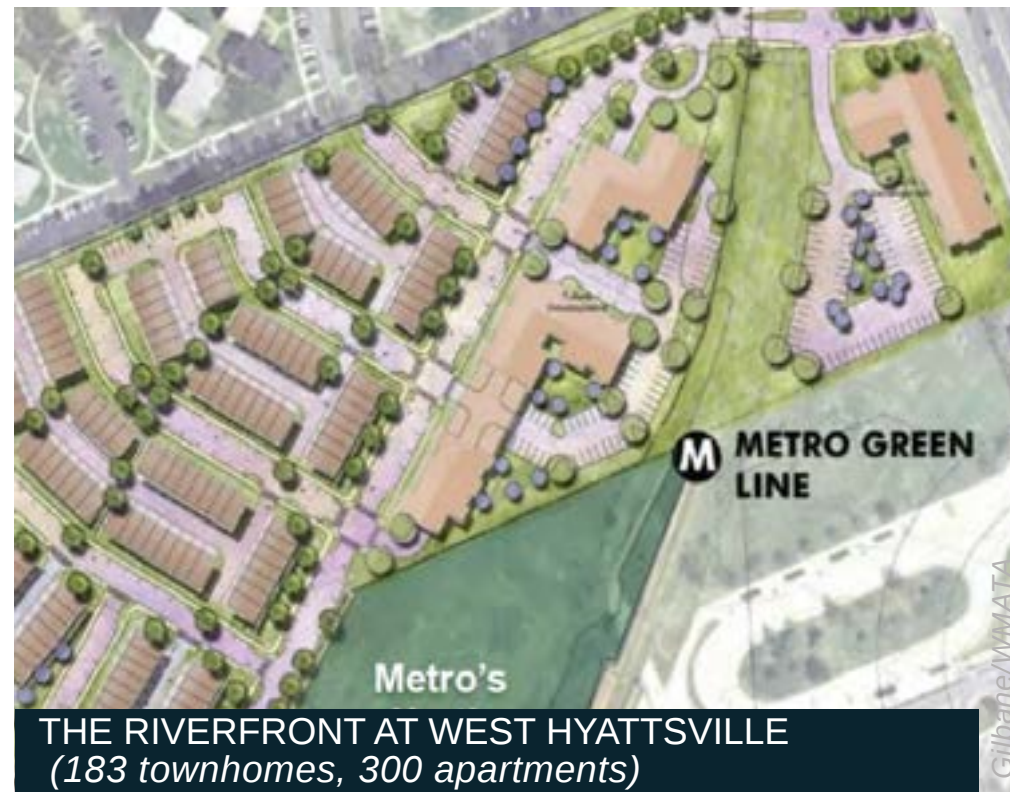 M METRO GREEN
LINE
Metro's
THE RIVERFRONT AT WEST HYATTSVILLE
(183 townhomes, 300 apartments)
Gilbane/WMATA